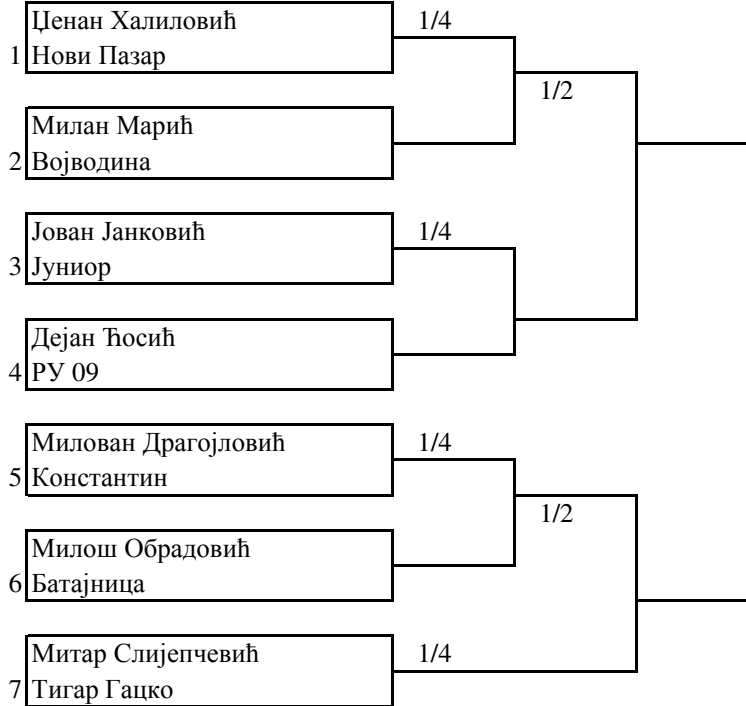 Џенан Халиловић
1/4
1 Нови Пазар
1/2
Милан Марић
2 Војводина
Јован Јанковић
1/4
3 Јуниор
Дејан Ћосић
4 РУ 09
Милован Драгојловић
1/4
5 Константин
1/2
Милош Обрадовић
6 Батајница
Митар Слијепчевић
1/4
7 Тигар Гацко